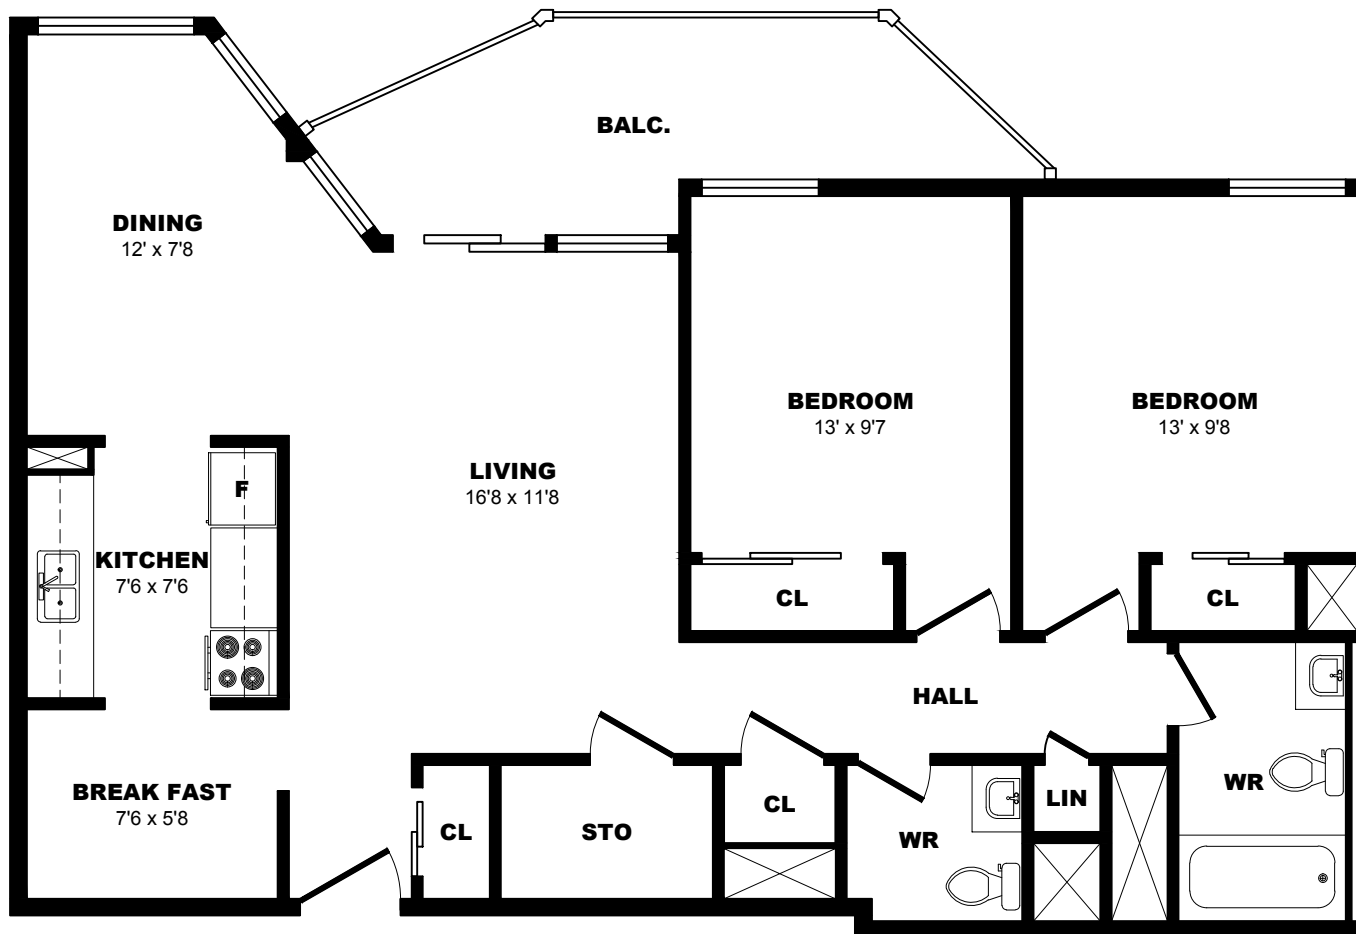 BALC.
DINING
12' x 7'8
BEDROOM
13' x 9'7
BEDROOM
13' x 9'8
LIVING
16'8 x 11'8
F
KITCHEN
7'6 x 7'6
CL
CL
HALL
BREAK FAST
7'6 x 5'8
CL
STO
CL
WR
LIN
WR